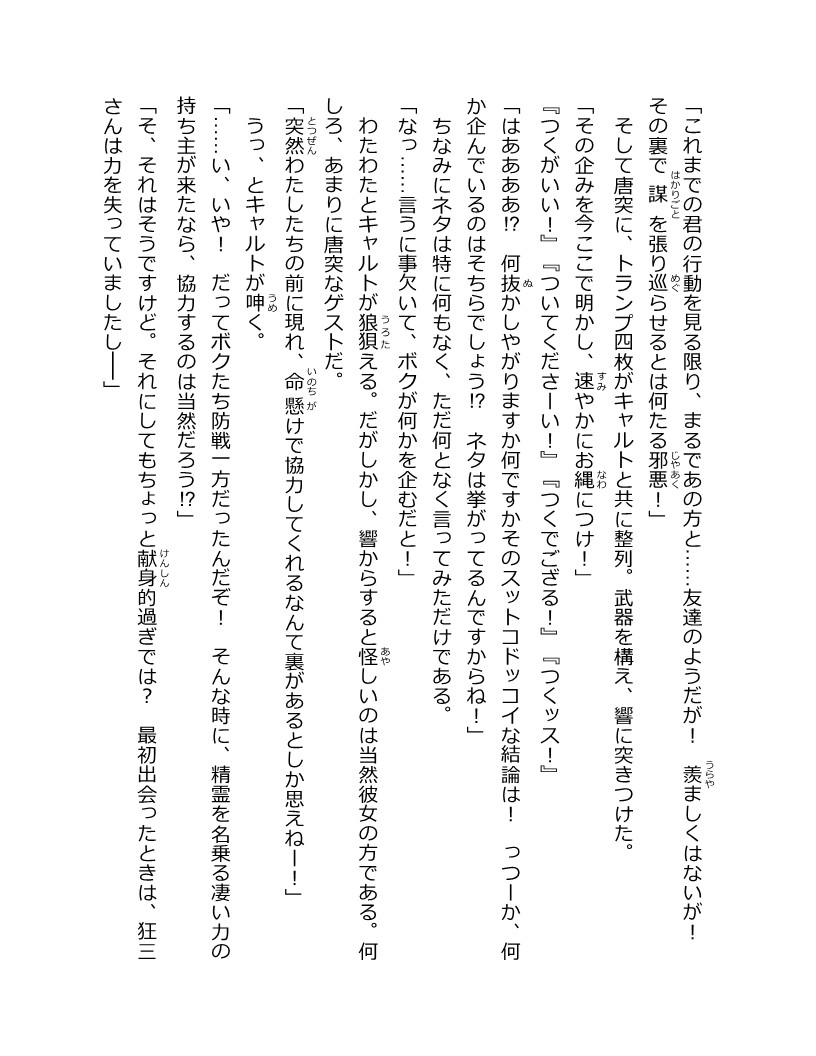 「これまでの君の行動を見る限り、まるであの方と……友達のようだが！　羨ましくはないが！
その裏で謀を張り巡らせるとは何たる邪悪！」
　そして唐突に、トランプ四枚がキャルトと共に整列。武器を構え、響に突きつけた。
「その企みを今ここで明かし、速やかにお縄につけ！」
『つくがいい！』『ついてくださーい！』『つくでござる！』『つくッス！』
「はああああ!?　何抜かしやがりますか何ですかそのスットコドッコイな結論は！　っつーか、何
か企んでいるのはそちらでしょう!?　ネタは挙がってるんですからね！」
　ちなみにネタは特に何もなく、ただ何となく言ってみただけである。
「なっ……言うに事欠いて、ボクが何かを企むだと！」
　わたわたとキャルトが狼狽える。だがしかし、響からすると怪しいのは当然彼女の方である。何
しろ、あまりに唐突なゲストだ。
「突然わたしたちの前に現れ、命懸けで協力してくれるなんて裏があるとしか思えねー！」
　うっ、とキャルトが呻く。
「……い、いや！　だってボクたち防戦一方だったんだぞ！　そんな時に、精霊を名乗る凄い力の
持ち主が来たなら、協力するのは当然だろう!?」
「そ、それはそうですけど。それにしてもちょっと献身的過ぎでは？　最初出会ったときは、狂三
さんは力を失っていましたし――」